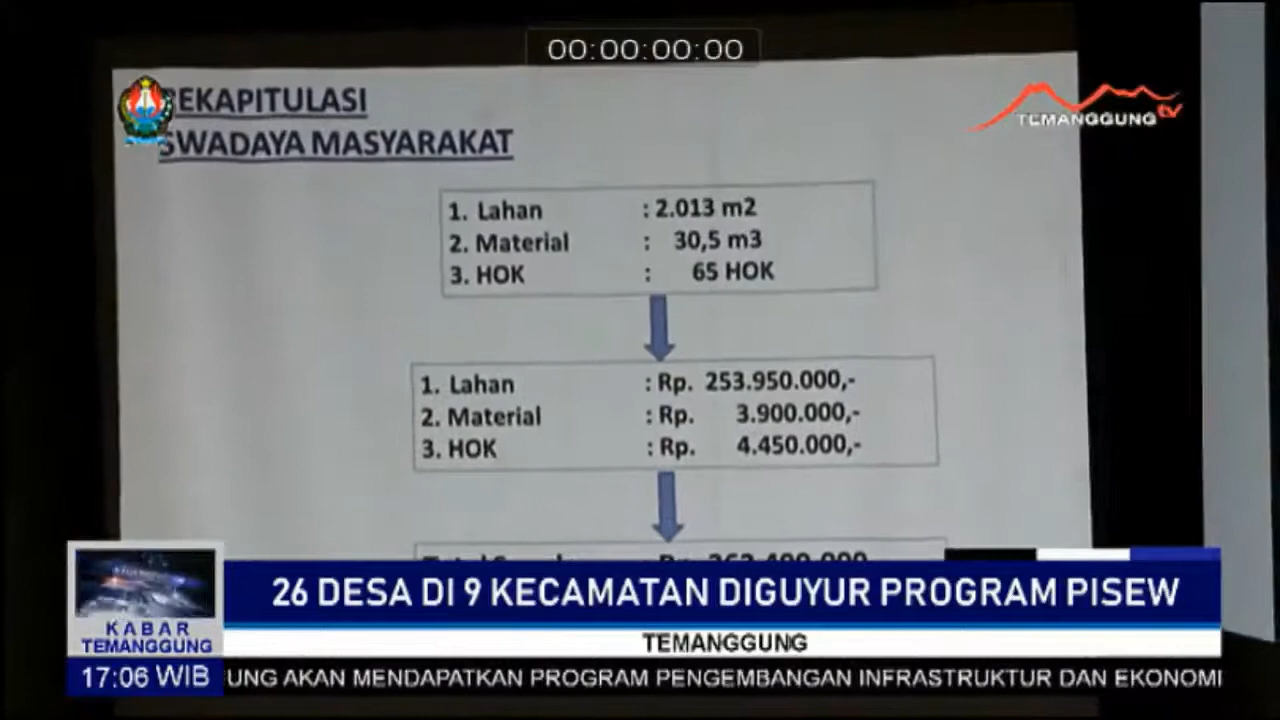 00:00:00:00
REKAPITULASI
SWADAYA MASYARAKAT
TEMANGGUNG tv
1. Lahan : 2.013 m2
2. Material : 30,5 m3
3. HOK : 65 HOK
1. Lahan : Rp. 253.950.000,-
2. Material : Rp. 3.900.000,-
3. HOK : Rp. 4.450.000,-
26 DESA DI 9 KECAMATAN DIGUYUR PROGRAM PISEW
KABAR
TEMANGGUNG
TEMANGGUNG
17:06 WIB
UNG AKAN MENDAPATKAN PROGRAM PENGEMBANGAN INFRASTRUKTUR DAN EKONOMI